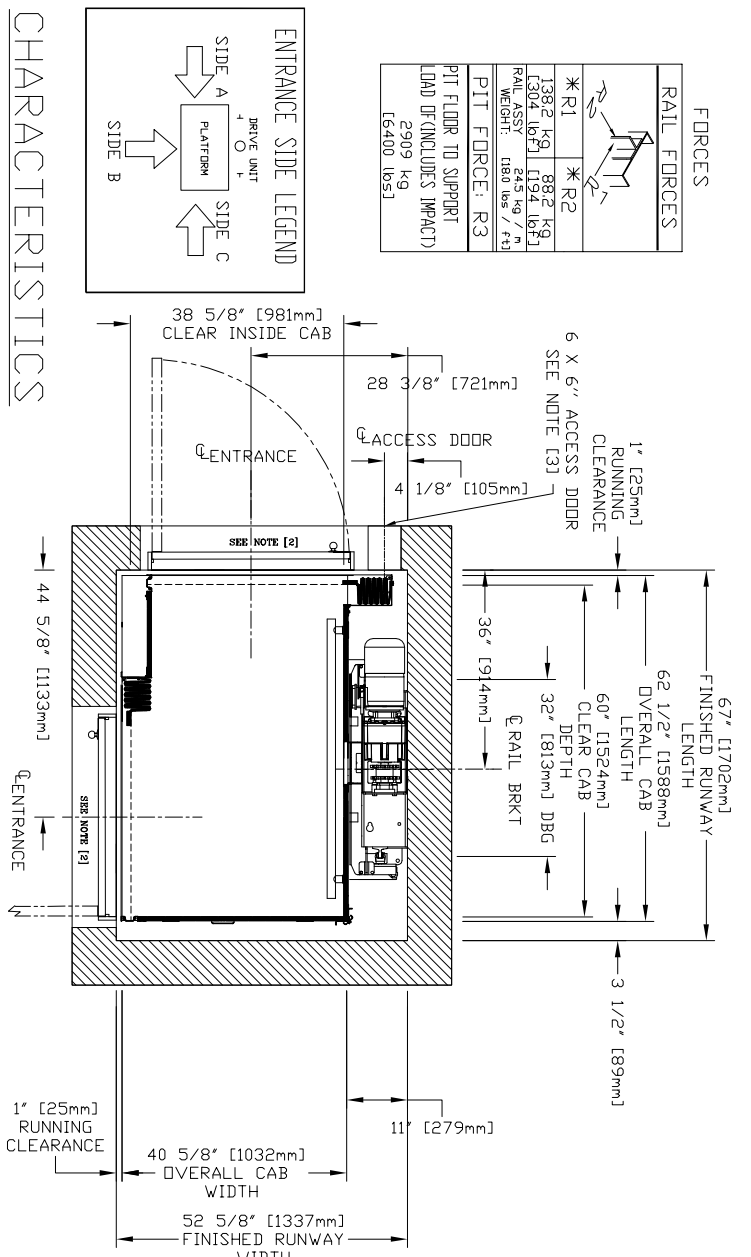 FORCES
RAIL FORCES
R2
R1
*R1
*R2
138.2 kg
[304 lbf]
88.2 kg
[194 lbf]
RAIL ASSY
WEIGHT:
24.5 kg / m
[18.0 lbs / ft]
PIT FORCE: R3
PIT FLOOR TO SUPPORT
LOAD OF(INCLUDES IMPACT)
2909 kg
[6400 lbs]
ENTRANCE SIDE LEGEND
DRIVE UNIT
PLATFORM
SIDE A
SIDE B
SIDE C
CHARACTERISTICS
38 5/8" [981mm]
CLEAR INSIDE CAB
28 3/8" [721mm]
℄ENTRANCE
℄ACCESS DOOR
4 1/8" [105mm]
6 X 6'' ACCESS DOOR
SEE NOTE [3]
1" [25mm]
RUNNING
CLEARANCE
67" [1702mm]
FINISHED RUNWAY
LENGTH
62 1/2" [1588mm]
OVERALL CAB
LENGTH
60" [1524mm]
CLEAR CAB
DEPTH
32" [813mm] DBG
℄RAIL BRKT
36" [914mm]
3 1/2" [89mm]
SEE NOTE [2]
SEE NOTE [2]
44 5/8" [1133mm]
℄ENTRANCE
11" [279mm]
1" [25mm]
RUNNING
CLEARANCE
40 5/8" [1032mm]
OVERALL CAB
WIDTH
52 5/8" [1337mm]
FINISHED RUNWAY
WIDTH